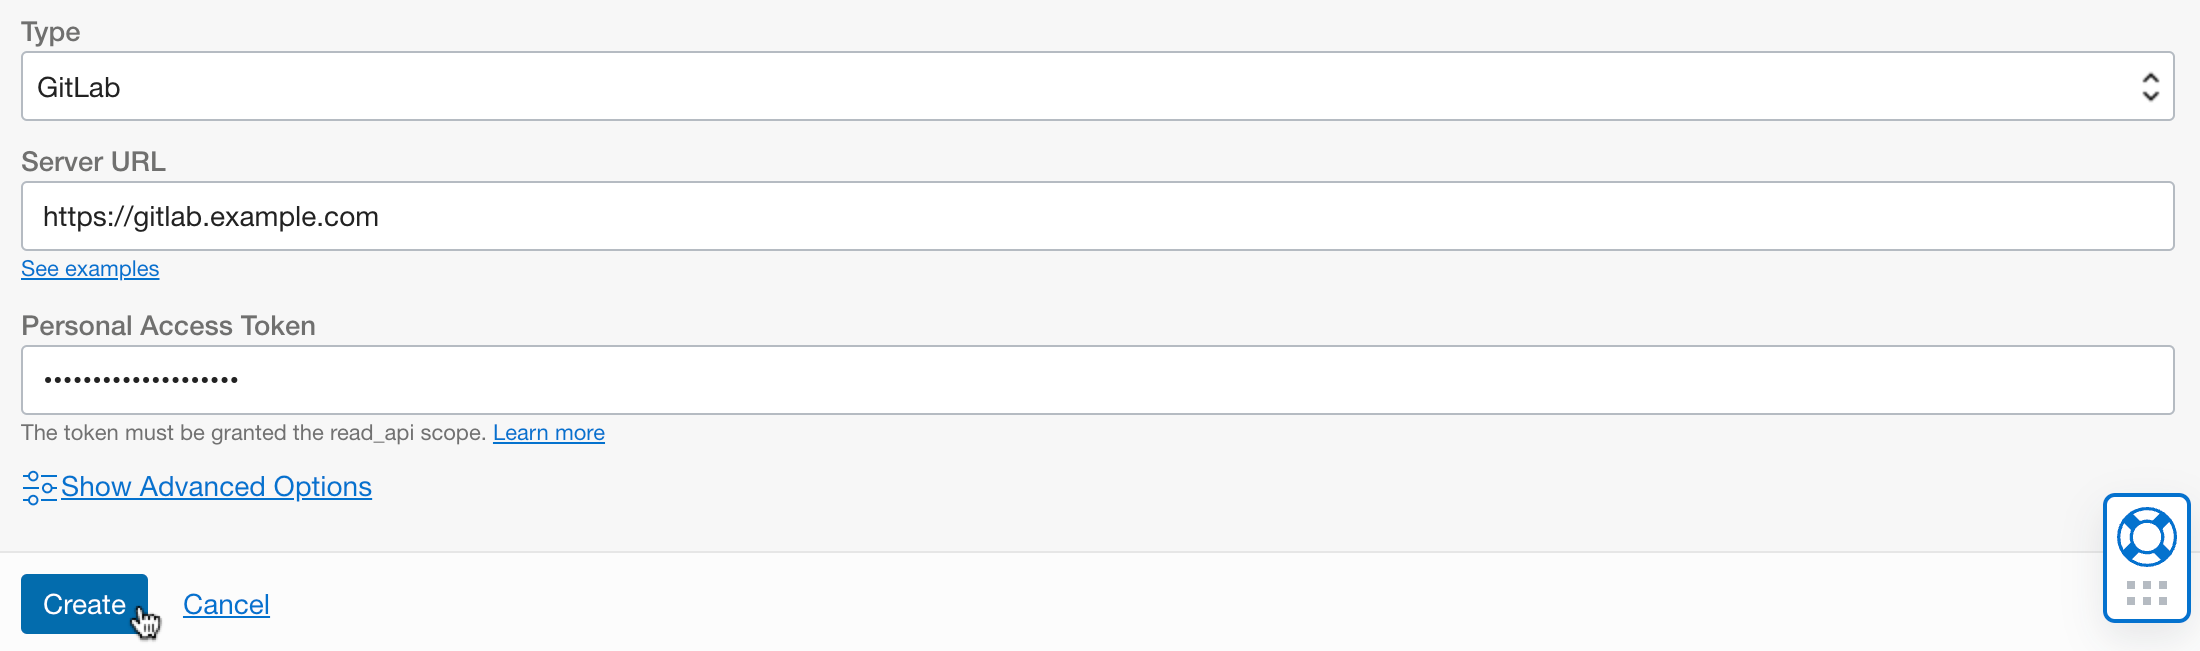 Type
GitLab
Server URL
https://gitlab.example.com
See examples
Personal Access Token
••••••••••••••••••••
The token must be granted the read_api scope. Learn more
Show Advanced Options
Create Cancel